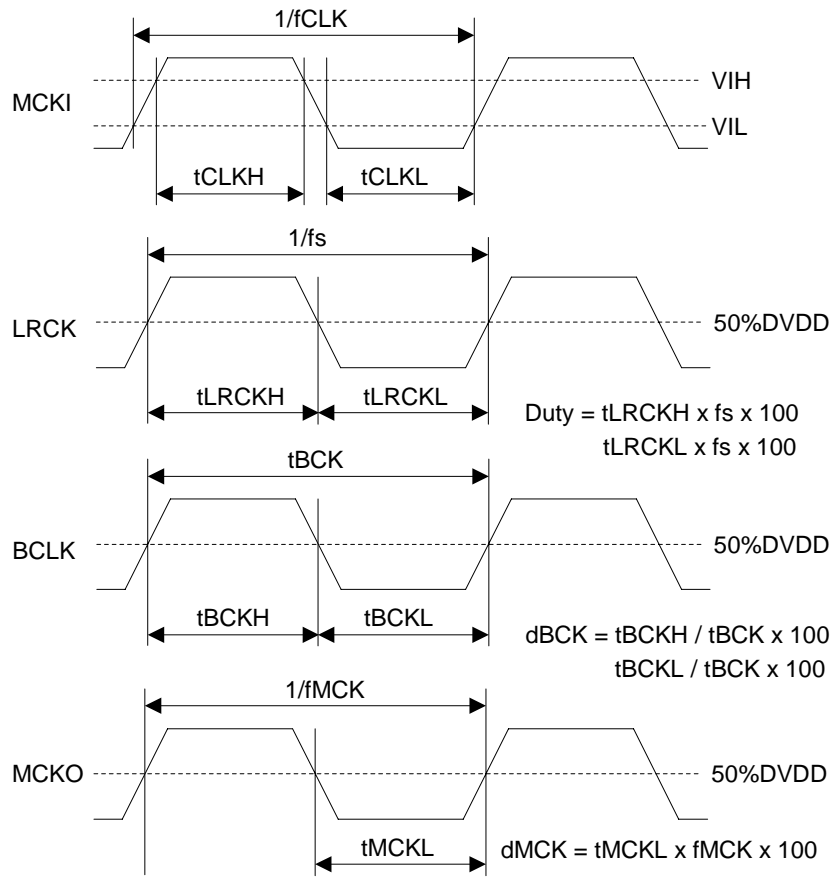 1/fCLK
MCKI
VIH
VIL
tCLKH
tCLKL
1/fs
LRCK
50%DVDD
tLRCKH
tLRCKL
Duty = tLRCKH x fs x 100
tLRCKL x fs x 100
tBCK
BCLK
50%DVDD
tBCKH
tBCKL
dBCK = tBCKH / tBCK x 100
tBCKL / tBCK x 100
1/fMCK
MCKO
50%DVDD
tMCKL
dMCK = tMCKL x fMCK x 100